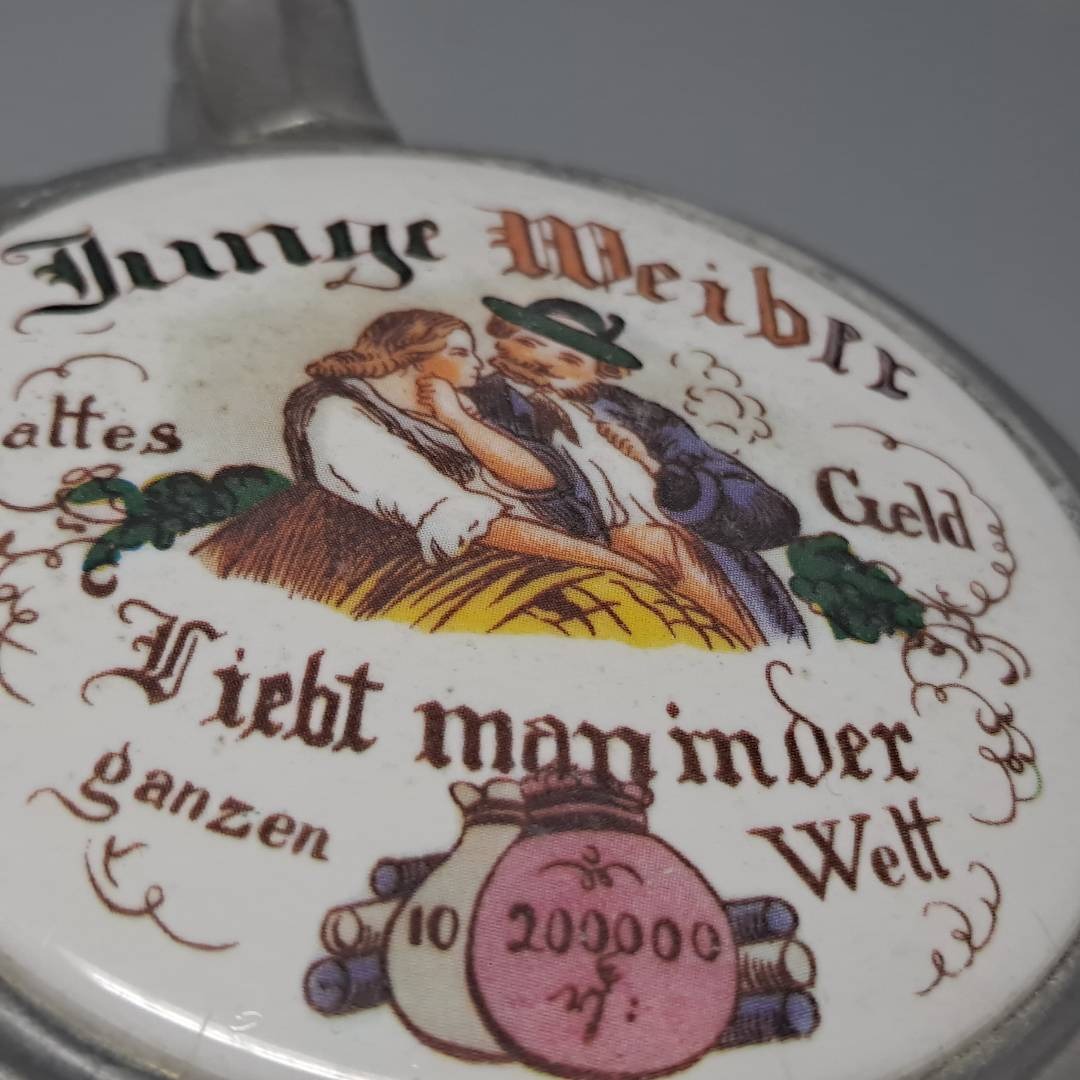 Junge Weiber
altes Geld
Liebt man in der
ganzen Welt
10 200000